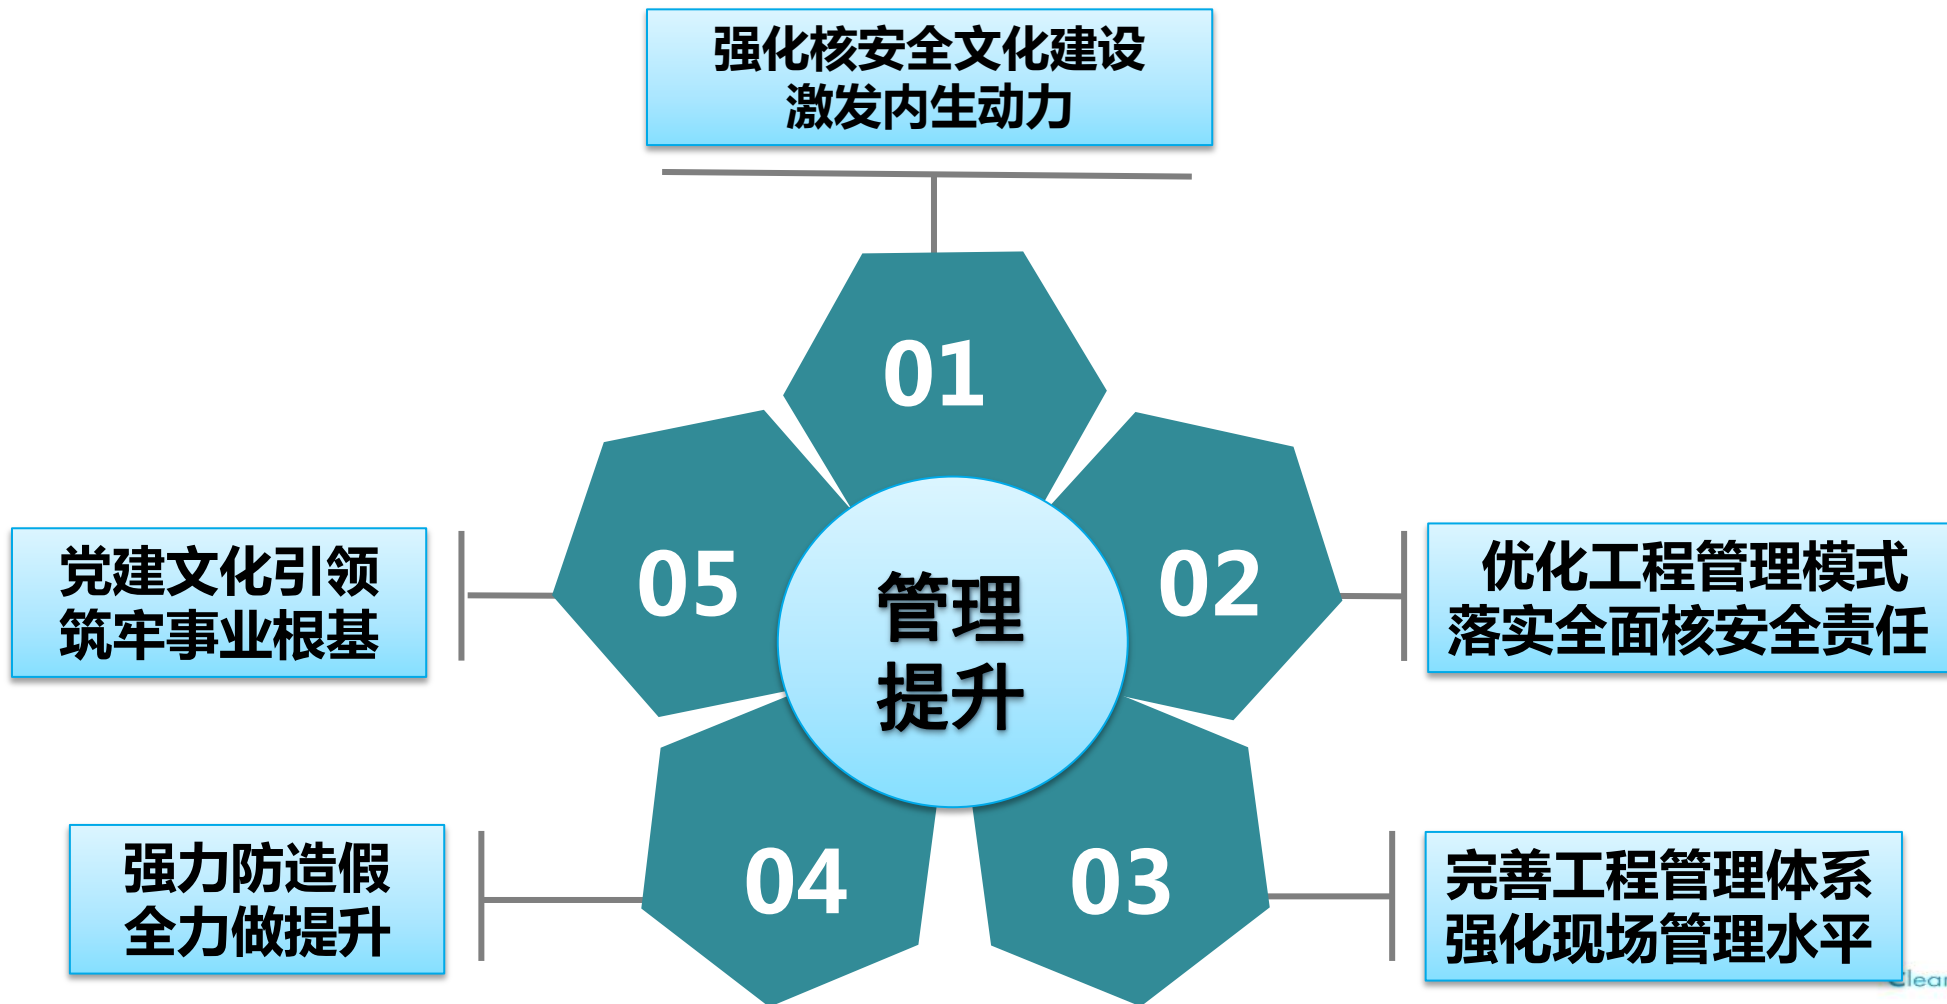 强化核安全文化建设
激发内生动力
01
05
02
管理
提升
党建文化引领
筑牢事业根基
优化工程管理模式
落实全面核安全责任
04
03
强力防造假
全力做提升
完善工程管理体系
强化现场管理水平